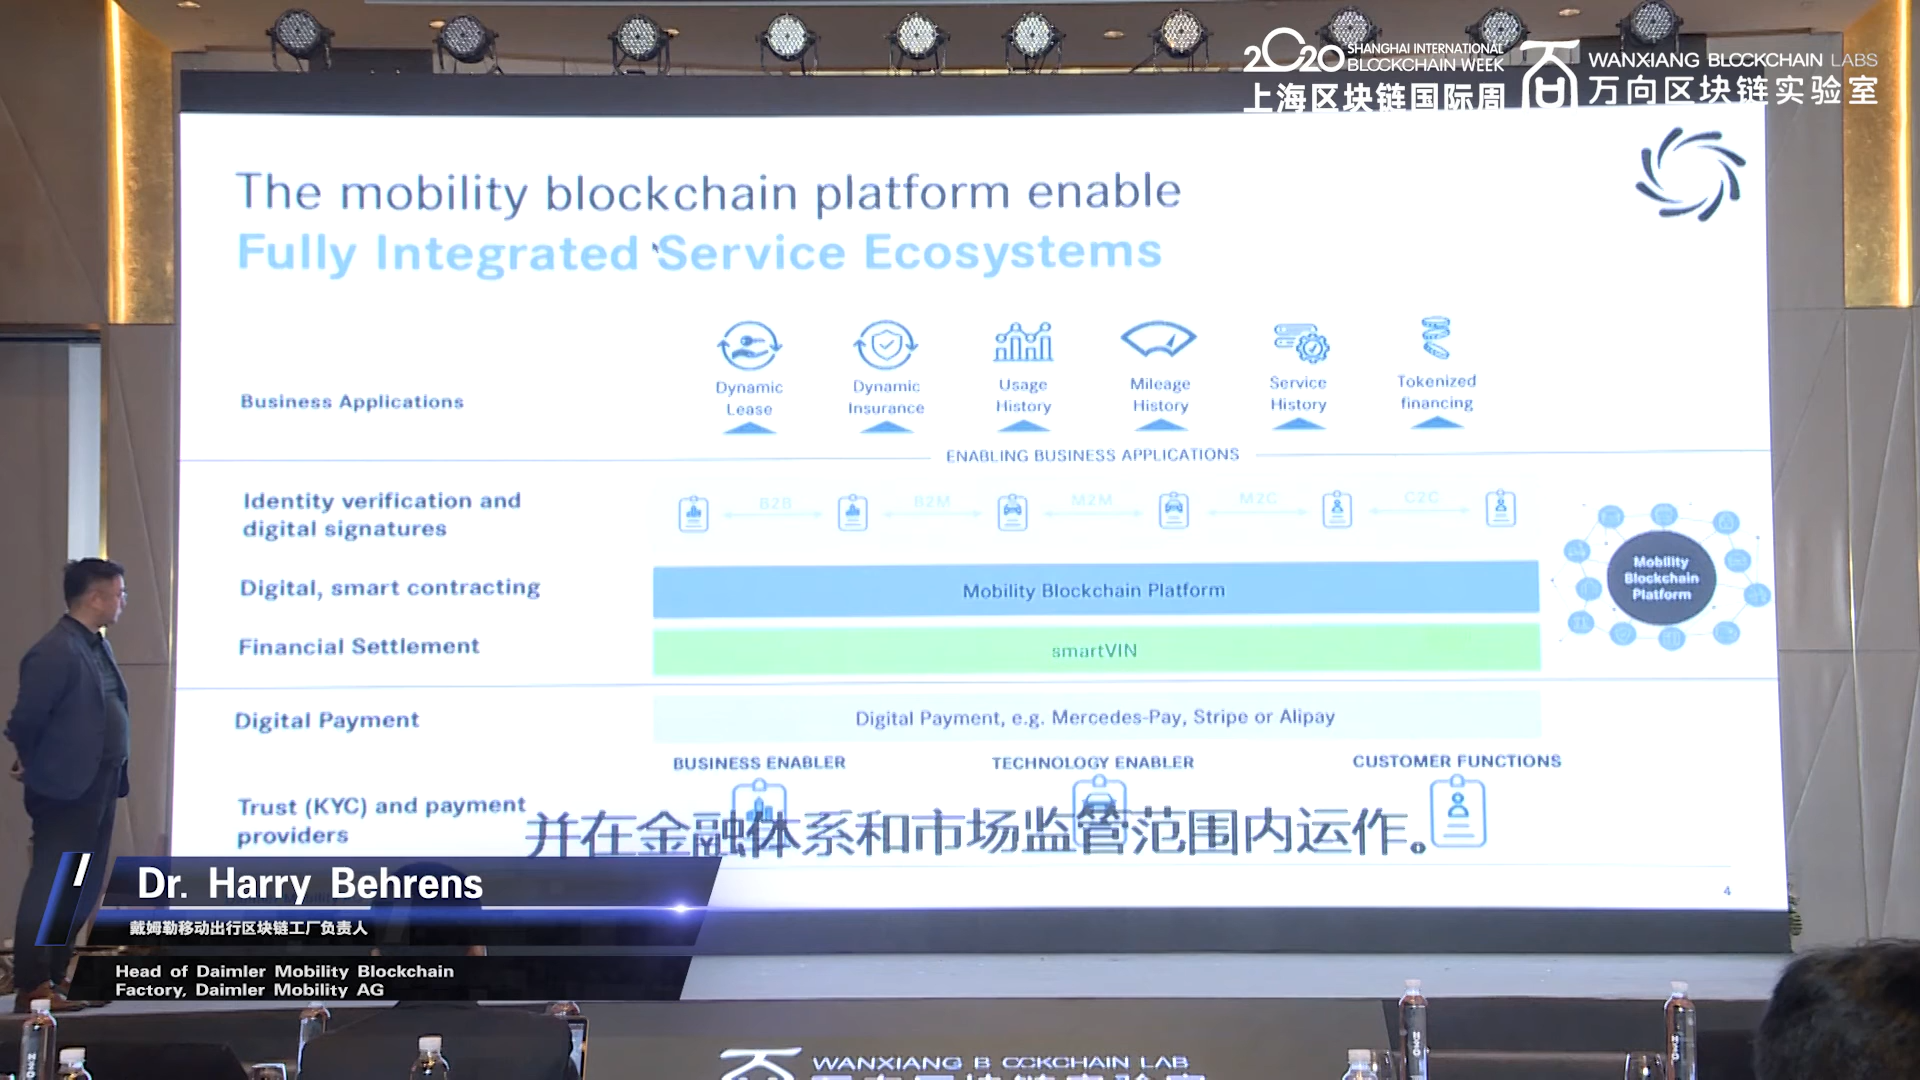 2020 SHANGHAI INTERNATIONAL
BLOCKCHAIN WEEK
上海区块链国际周
WANXIANG BLOCKCHAIN LABS
万向区块链实验室
The mobility blockchain platform enable
Fully Integrated Service Ecosystems
Business Applications
Dynamic
Lease
Dynamic
Insurance
Usage
History
Mileage
History
Service
History
Tokenized
financing
ENABLING BUSINESS APPLICATIONS
Identity verification and
digital signatures
B2B
B2M
M2M
M2C
C2C
Digital, smart contracting
Mobility Blockchain Platform
Financial Settlement
smartVIN
Mobility
Blockchain
Platform
Digital Payment
Digital Payment, e.g. Mercedes-Pay, Stripe or Alipay
BUSINESS ENABLER
TECHNOLOGY ENABLER
CUSTOMER FUNCTIONS
Trust (KYC) and payment
providers
并在金融体系和市场监管范围内运作。
4
Dr. Harry Behrens
戴姆勒移动出行区块链工厂负责人
Head of Daimler Mobility Blockchain
Factory, Daimler Mobility AG
WANXIANG B OCKCHAIN LAB